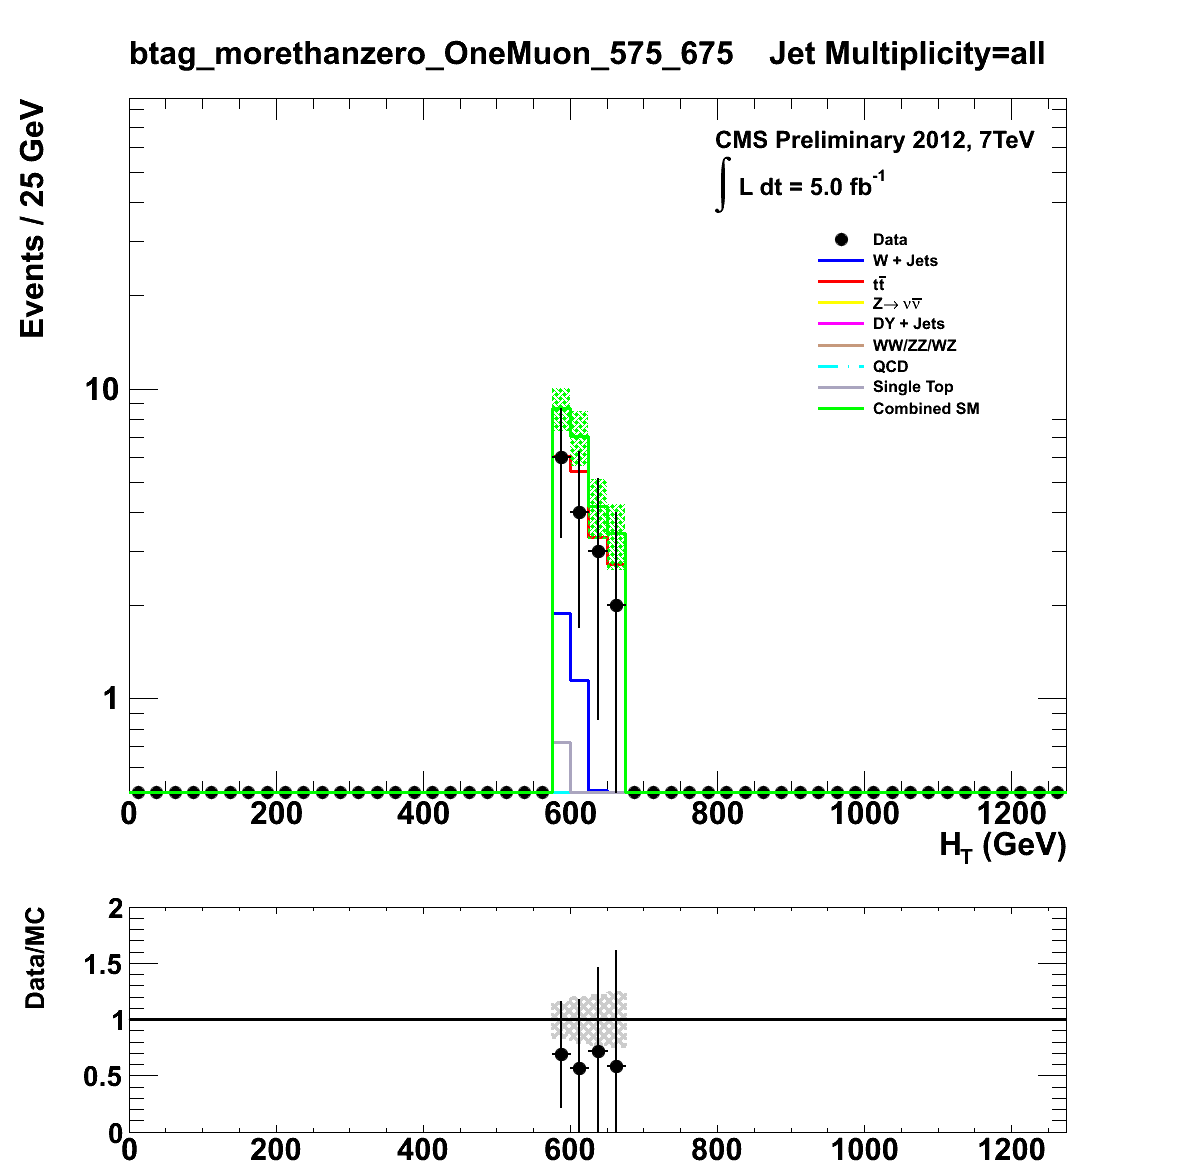 btag_morethanzero_OneMuon_575_675 Jet Multiplicity=all
Events / 25 GeV
CMS Preliminary 2012, 7TeV
∫ L dt = 5.0 fb⁻¹
Data
W + Jets
tt̅
Z→ νν̅
DY + Jets
WW/ZZ/WZ
QCD
Single Top
Combined SM
10
1
0 200 400 600 800 1000 1200
H_T (GeV)
Data/MC
2
1.5
1
0.5
0
0 200 400 600 800 1000 1200